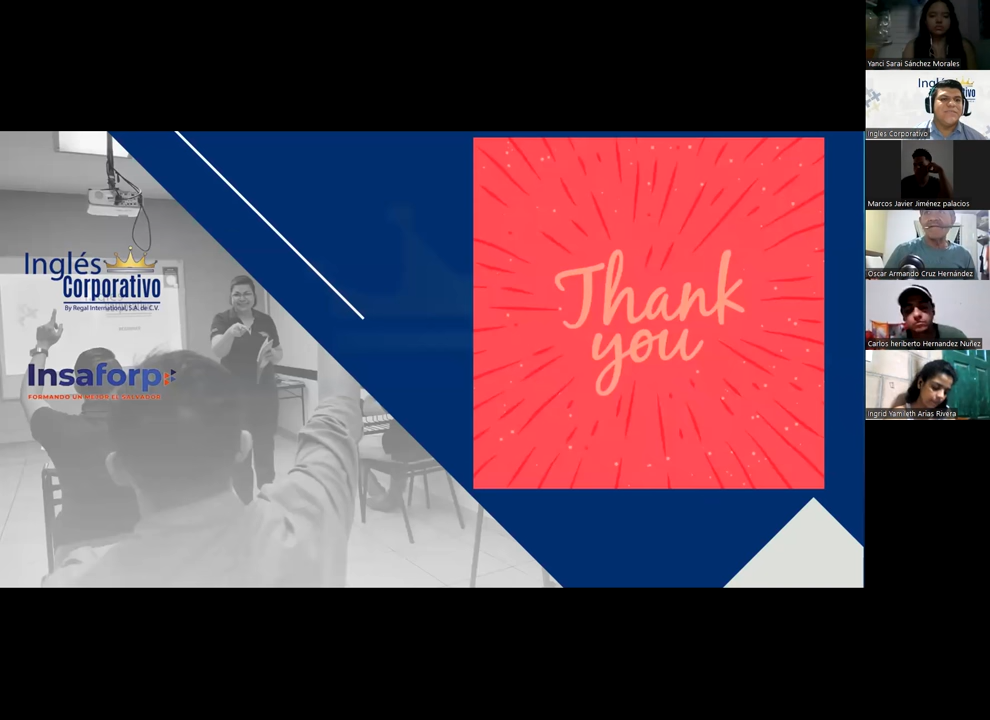 Inglés
Corporativo
By Regal International, S.A. de C.V.
Insaforp
FORMANDO UN MEJOR EL SALVADOR
Thank
you
Yanci Sarai Sánchez Morales
Inglés Corporativo
Marcos Javier Jiménez palacios
Oscar Armando Cruz Hernández
Carlos heriberto Hernandez Nuñez
Ingrid Yamileth Arias Rivera